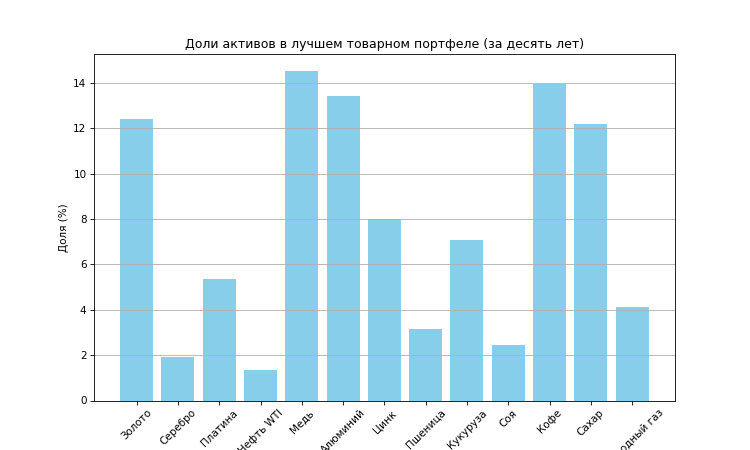 Доли активов в лучшем товарном портфеле (за десять лет)
Доля (%)
14
12
10
8
6
4
2
0
Золото
Серебро
Платина
Нефть WTI
Медь
Алюминий
Цинк
Пшеница
Кукуруза
Соя
Кофе
Сахар
газ